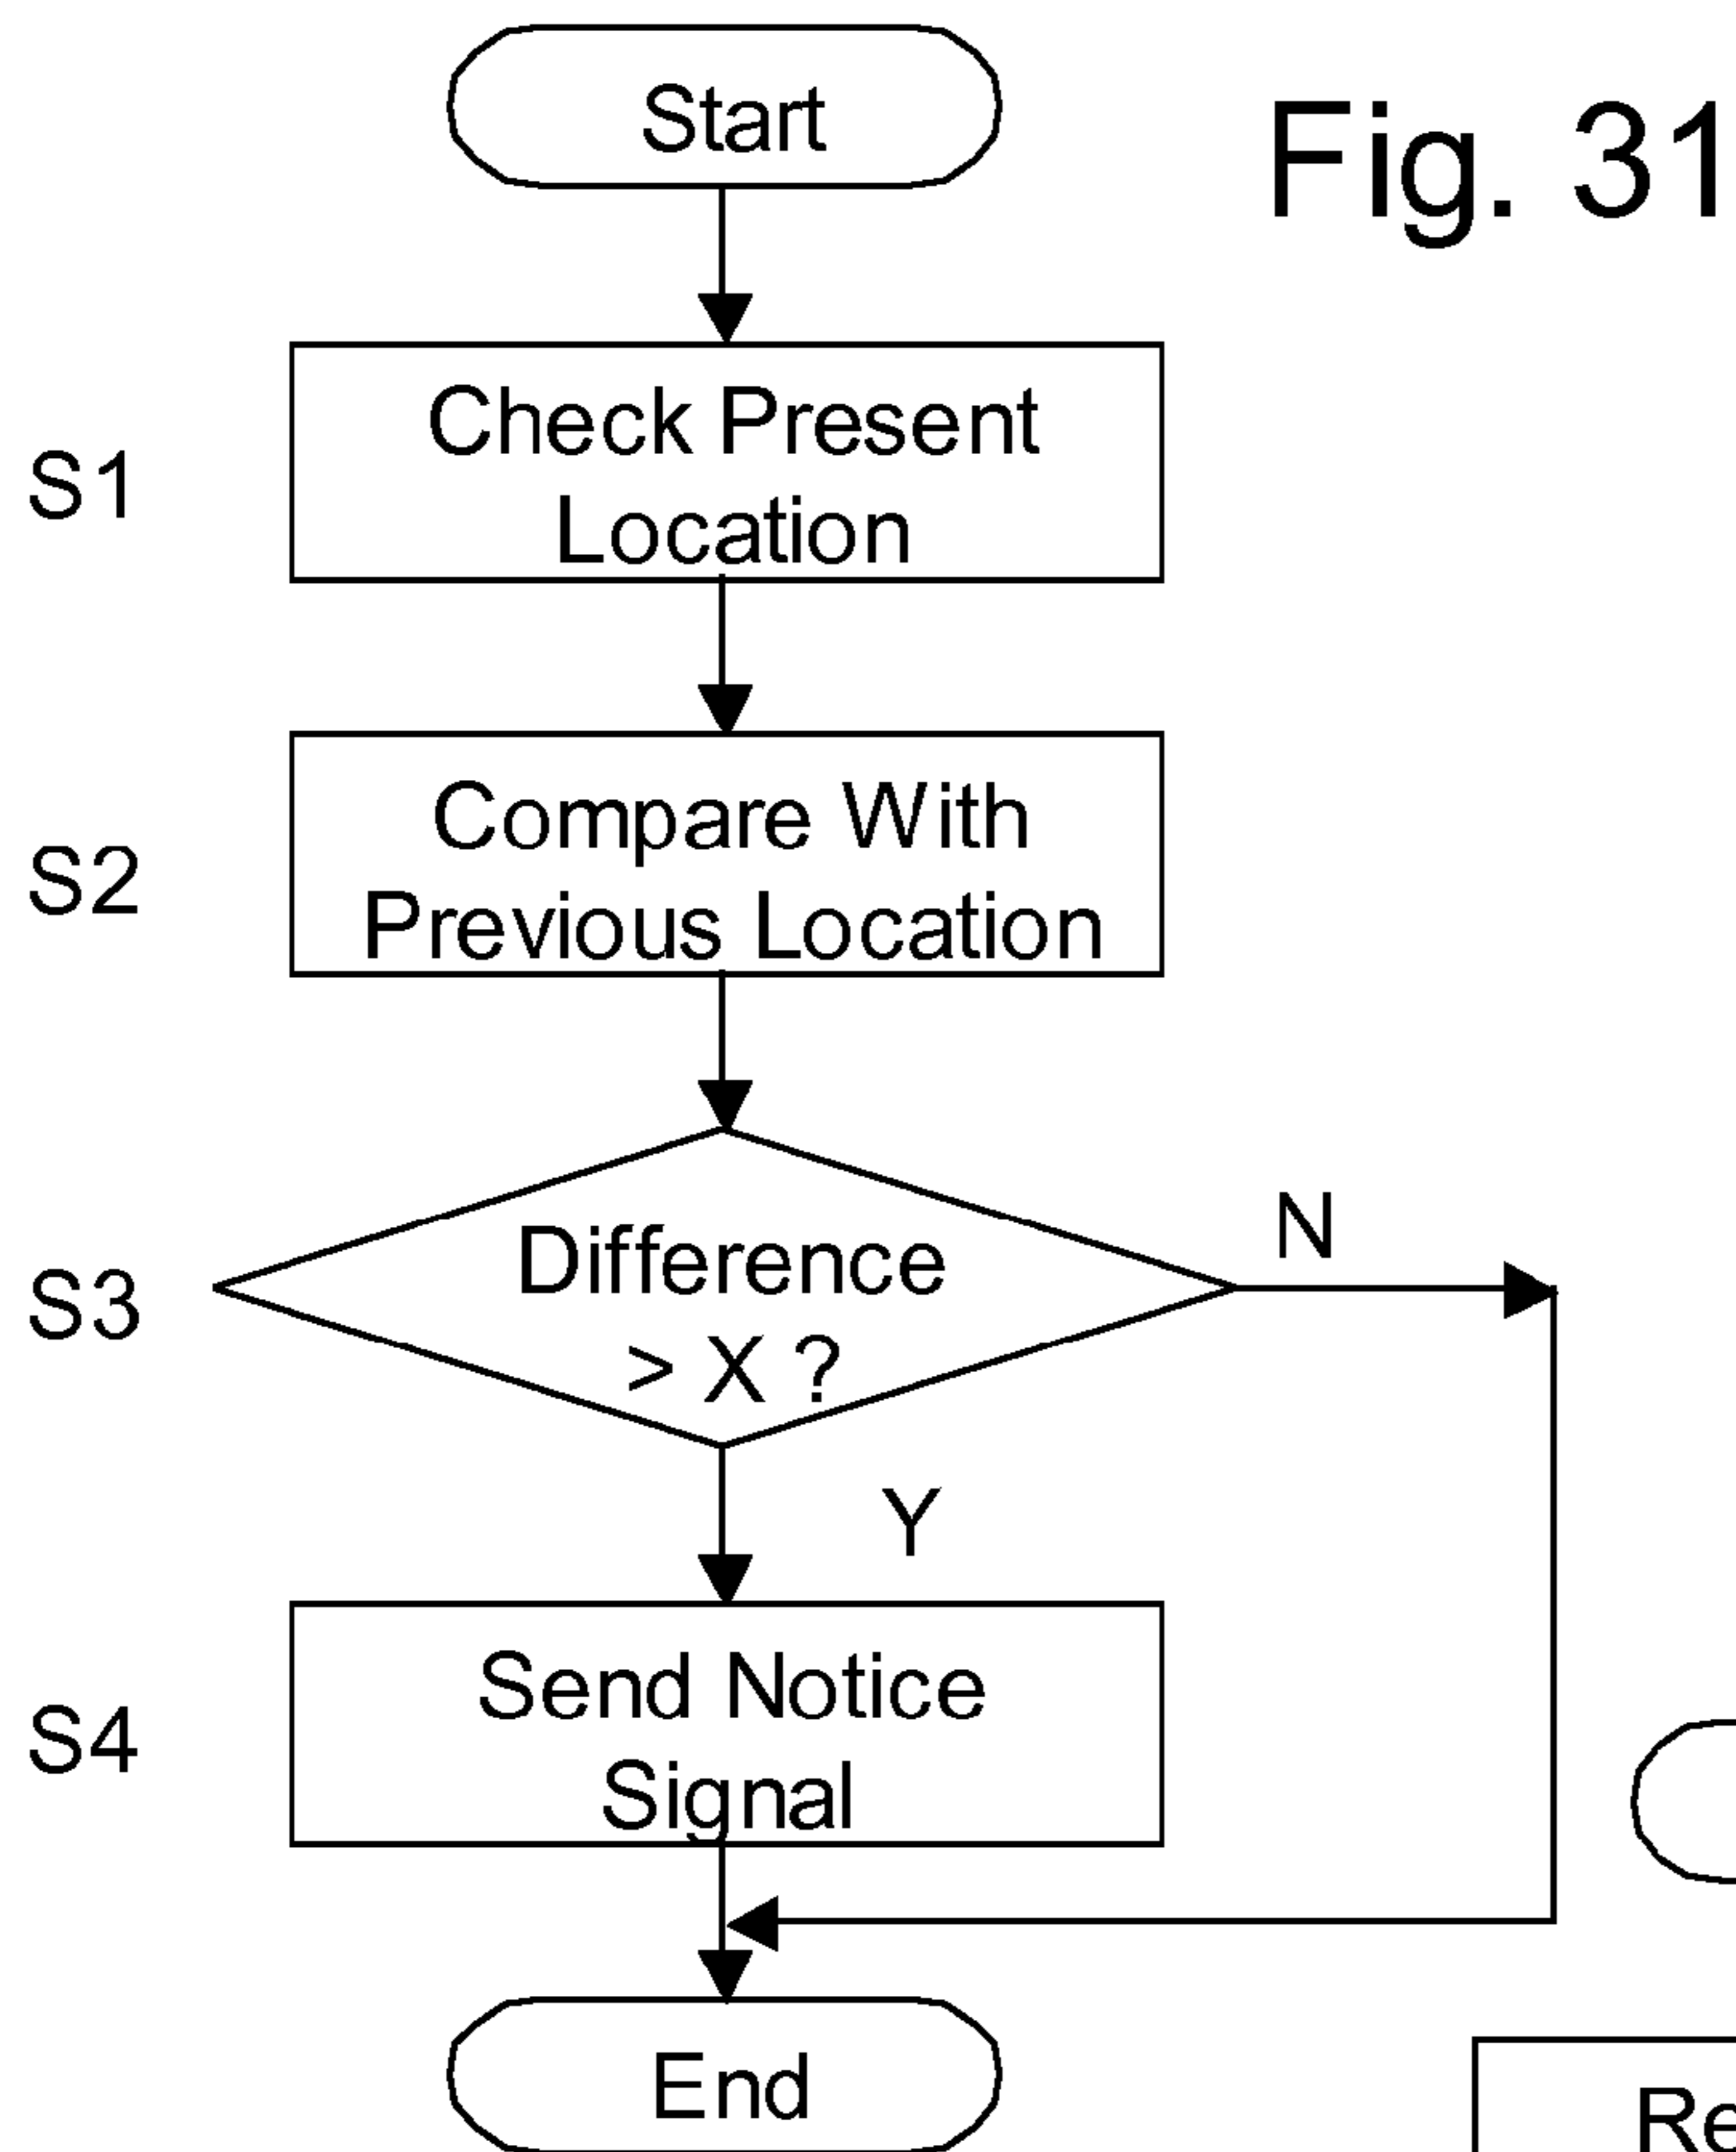 Start
Fig. 31
S1
Check Present
Location
S2
Compare With
Previous Location
S3
Difference
> X ?
N
Y
S4
Send Notice
Signal
End